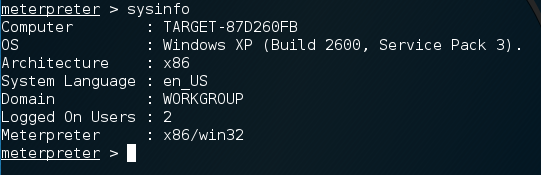 meterpreter > sysinfo
Computer        : TARGET-87D260FB
OS              : Windows XP (Build 2600, Service Pack 3).
Architecture    : x86
System Language : en_US
Domain          : WORKGROUP
Logged On Users : 2
Meterpreter     : x86/win32
meterpreter >